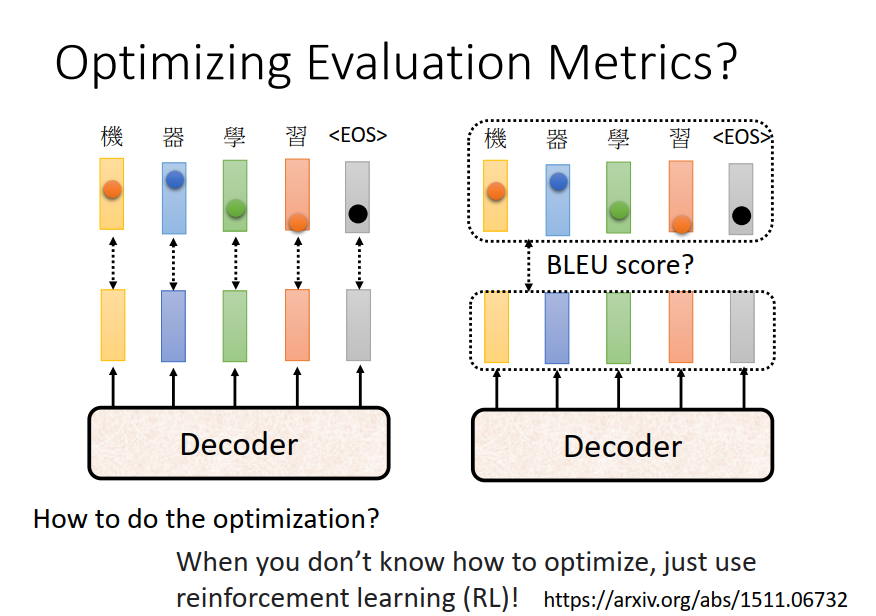 Optimizing Evaluation Metrics?
機 器 學 習 <EOS>
機 器 學 習 <EOS>
BLEU score?
Decoder
Decoder
How to do the optimization?
When you don’t know how to optimize, just use
reinforcement learning (RL)! https://arxiv.org/abs/1511.06732